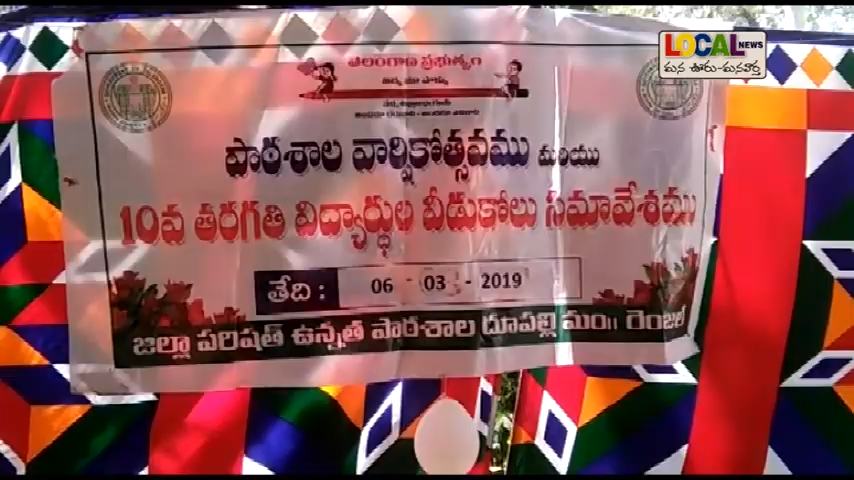 తెలంగాణ ప్రభుత్వం
LOCAL NEWS
మన ఊరు-మనవార్త
పాఠశాల వార్షికోత్సవము మరియు
10వ తరగతి విద్యార్థుల వీడుకోలు సమావేశము
తేది : 06 - 03 - 2019
జిల్లా పరిషత్ ఉన్నత పాఠశాల దూపల్లి మం॥ రెంజల్